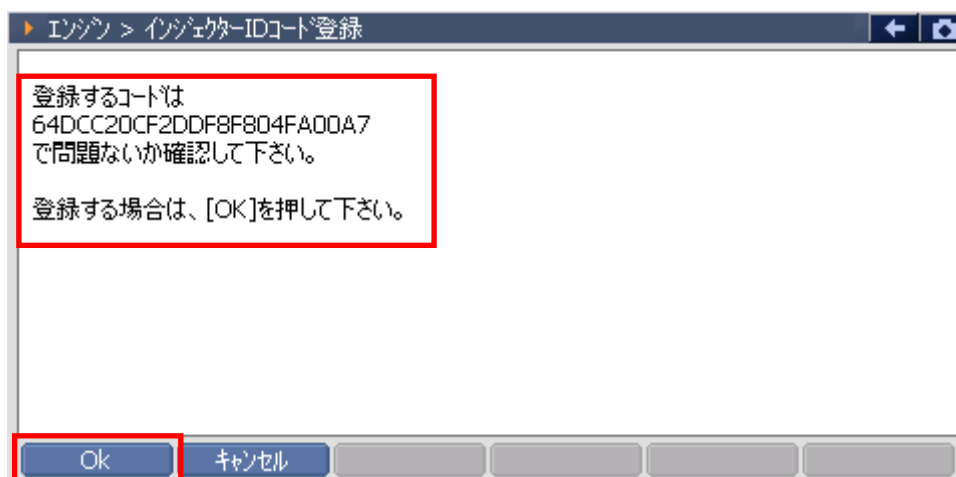 エンジン > インジェクターIDコード登録
登録するコードは
64DCC20CF2DDF8F804FA00A7
で問題ないか確認して下さい。
登録する場合は、[OK]を押して下さい。
Ok
キャンセル